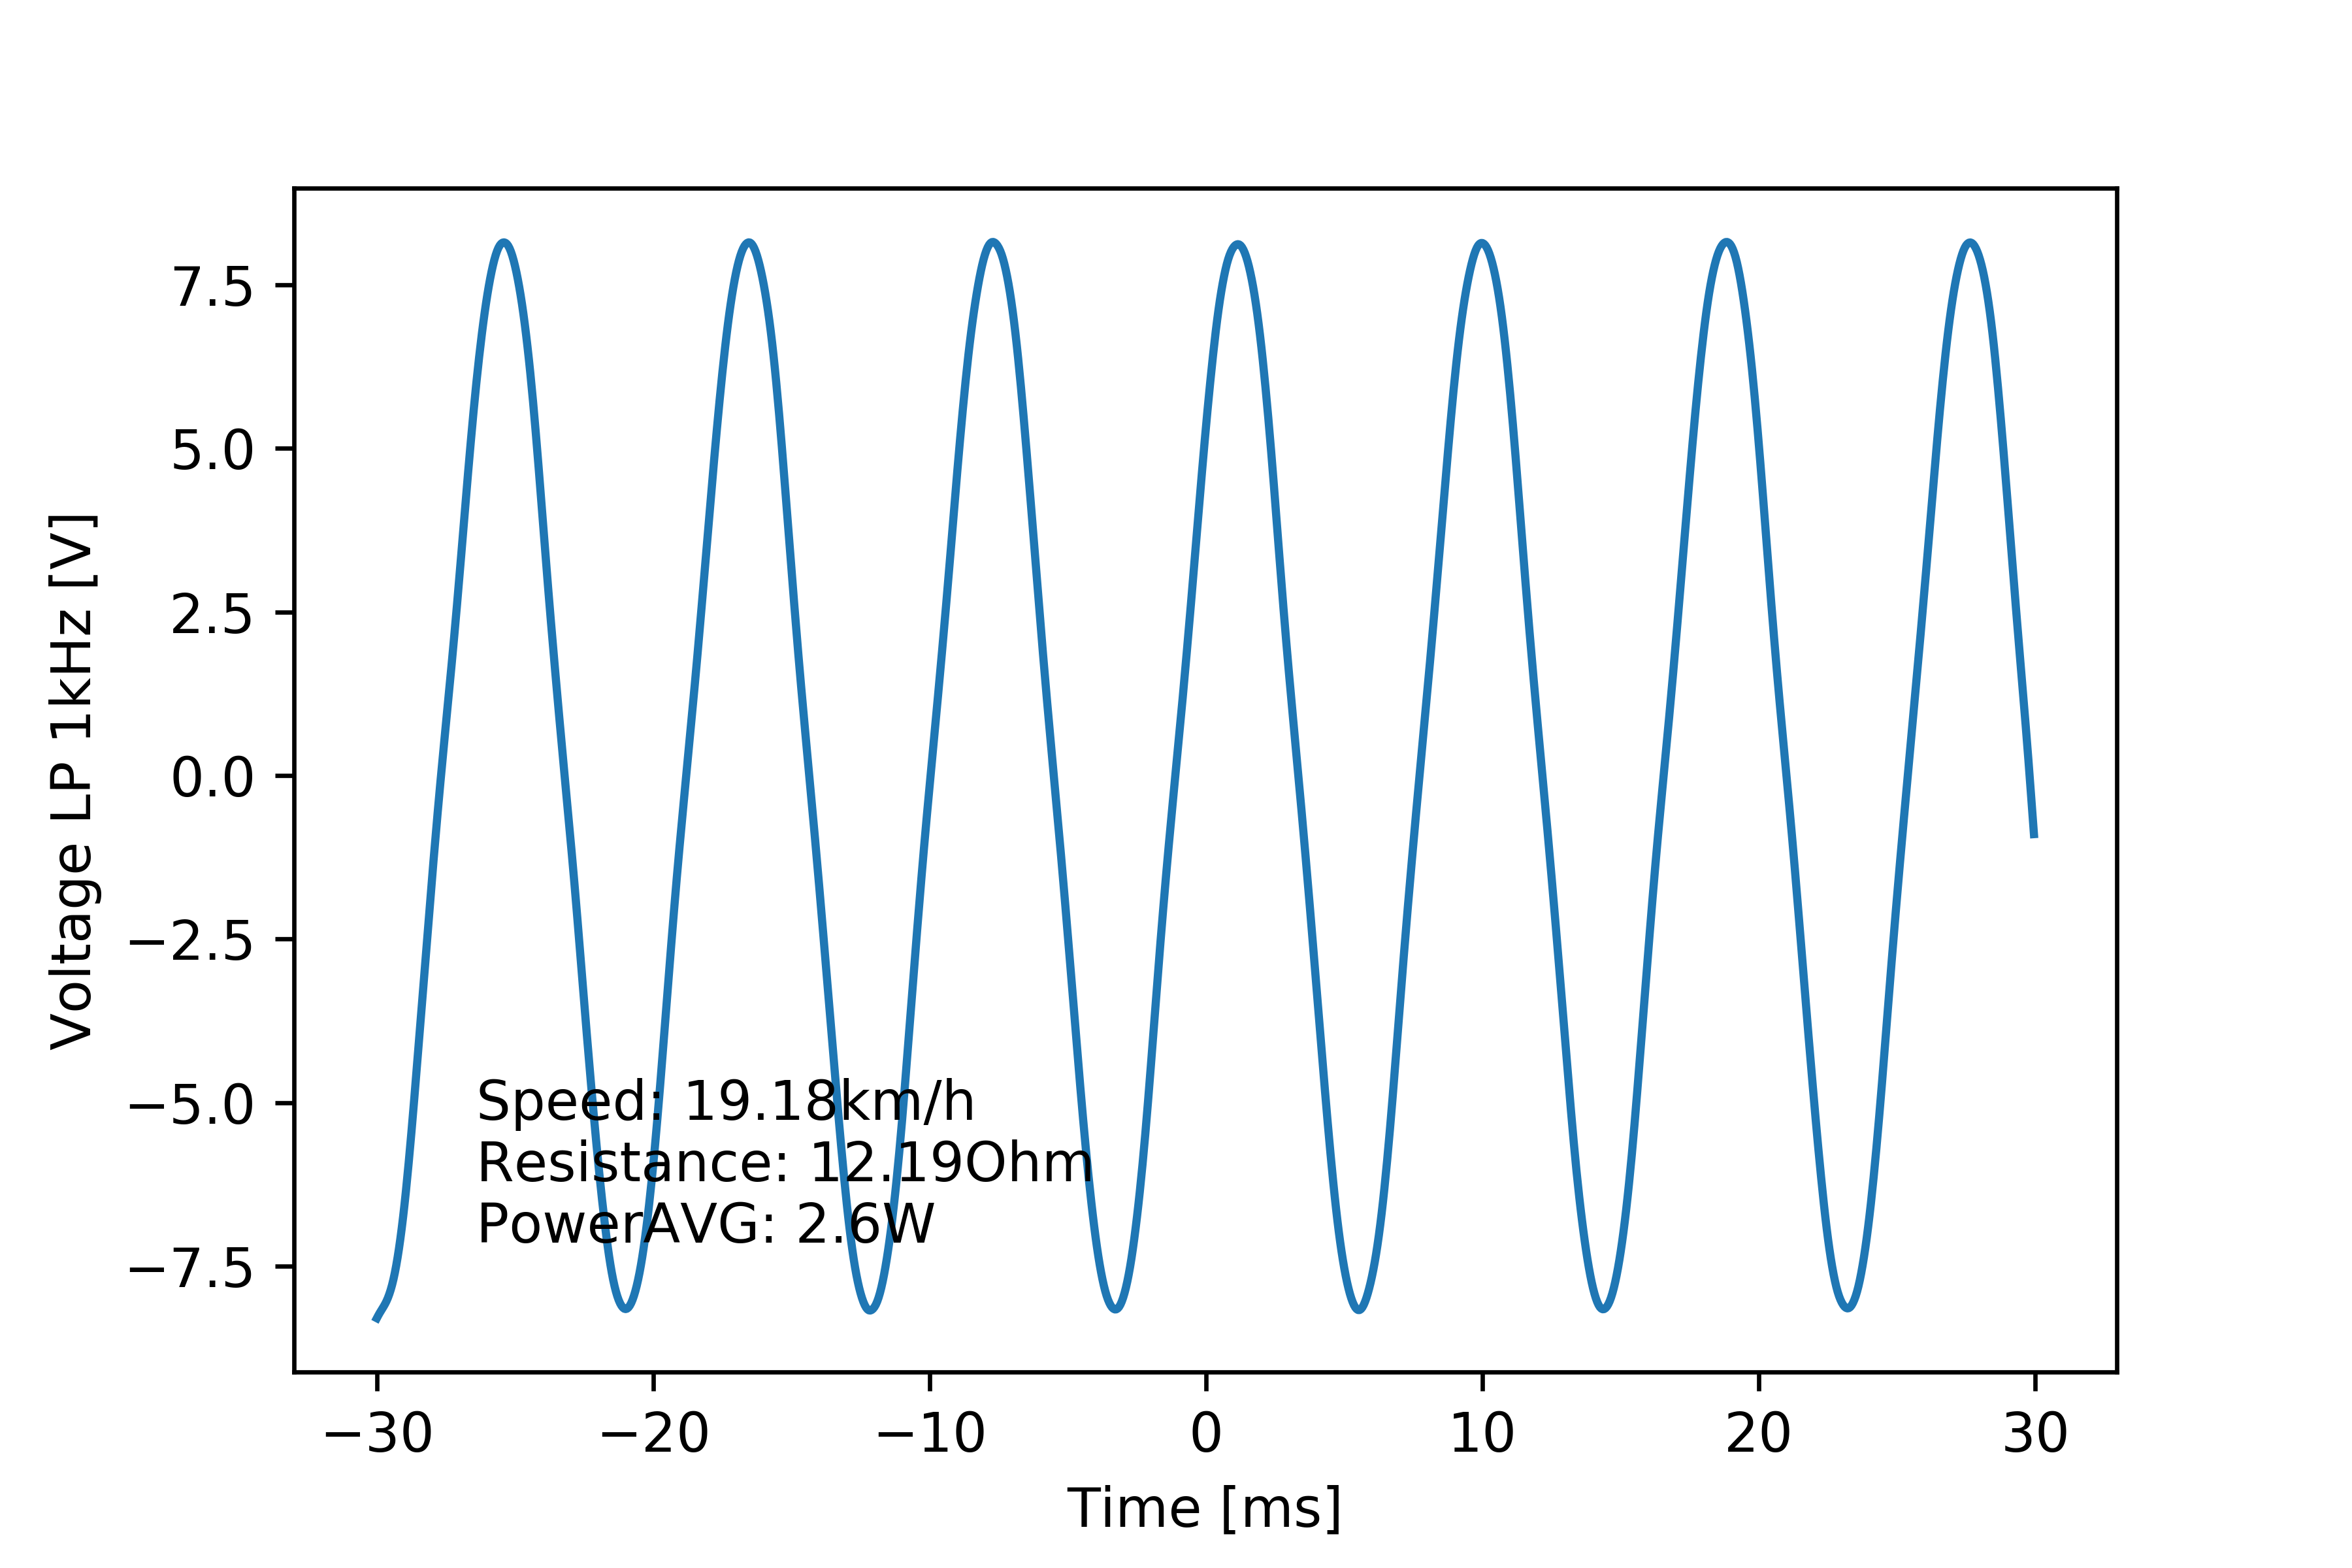 Voltage LP 1kHz [V]
7.5
5.0
2.5
0.0
−2.5
−5.0
−7.5
Speed: 19.18km/h
Resistance: 12.19Ohm
PowerAVG: 2.6W
−30 −20 −10 0 10 20 30
Time [ms]